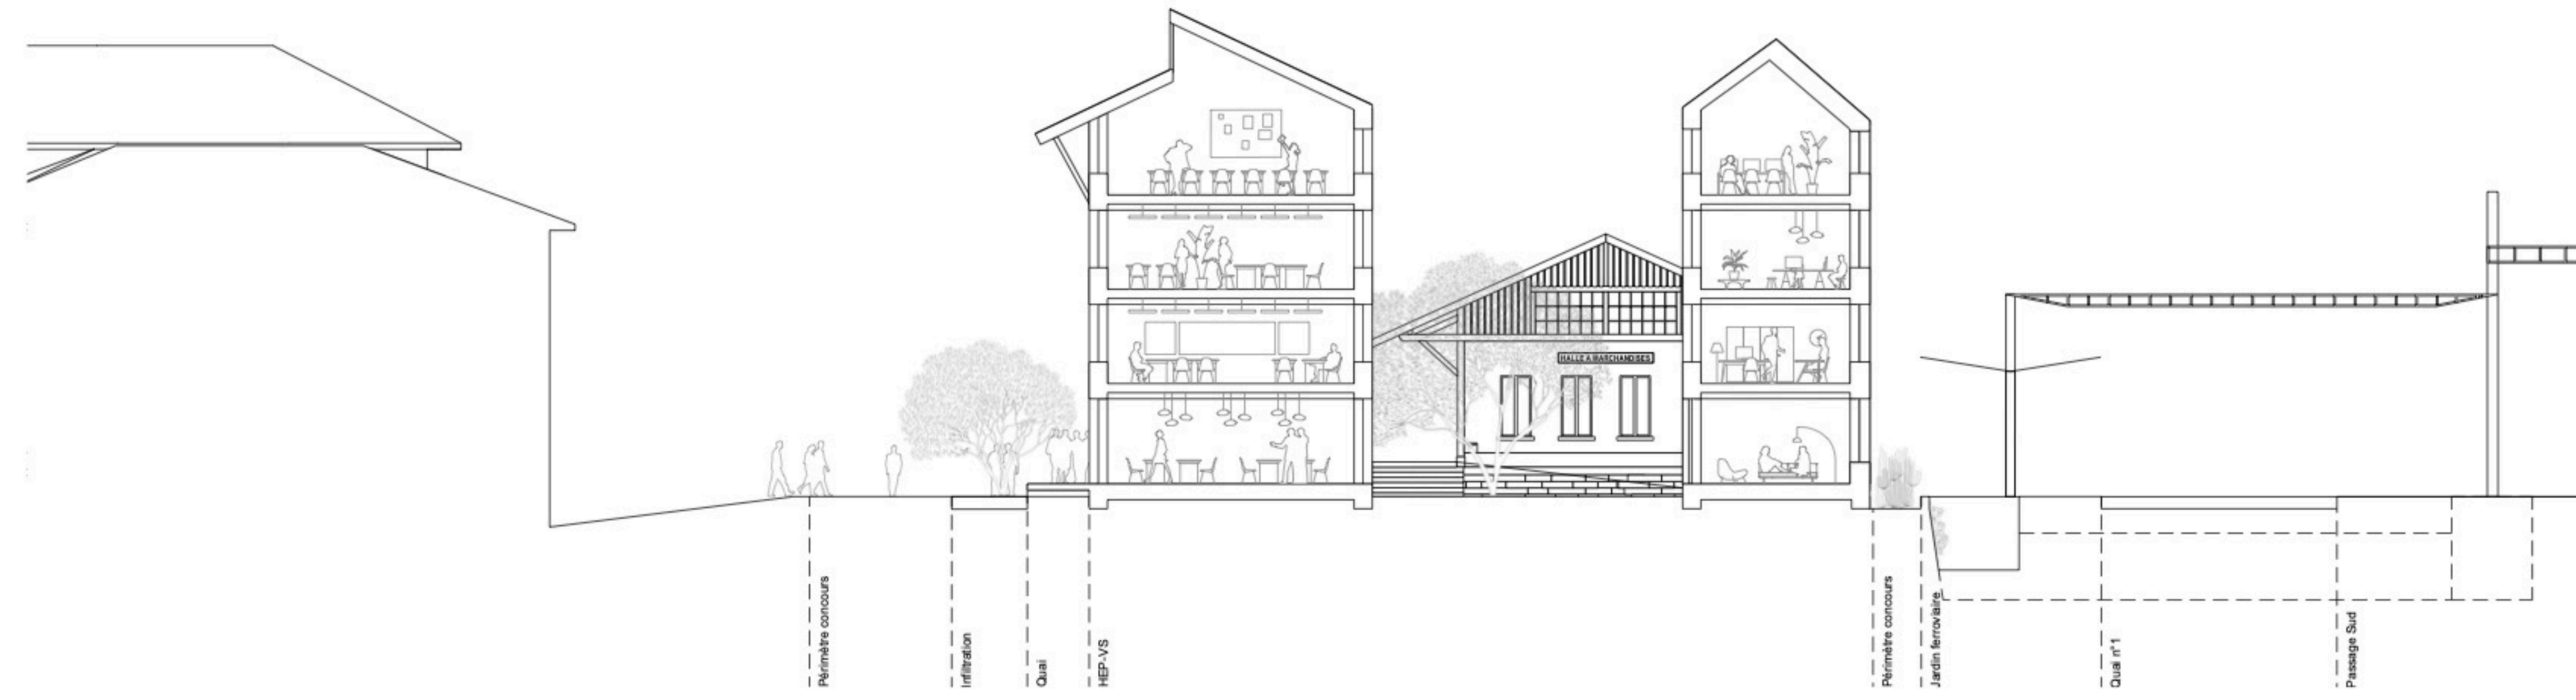 HALLE A MARCHANDISES
Périmètre concours
Infiltration
Quai
HEP-VS
Périmètre concours
Jardin ferroviaire
Quai n°1
Passage Sud